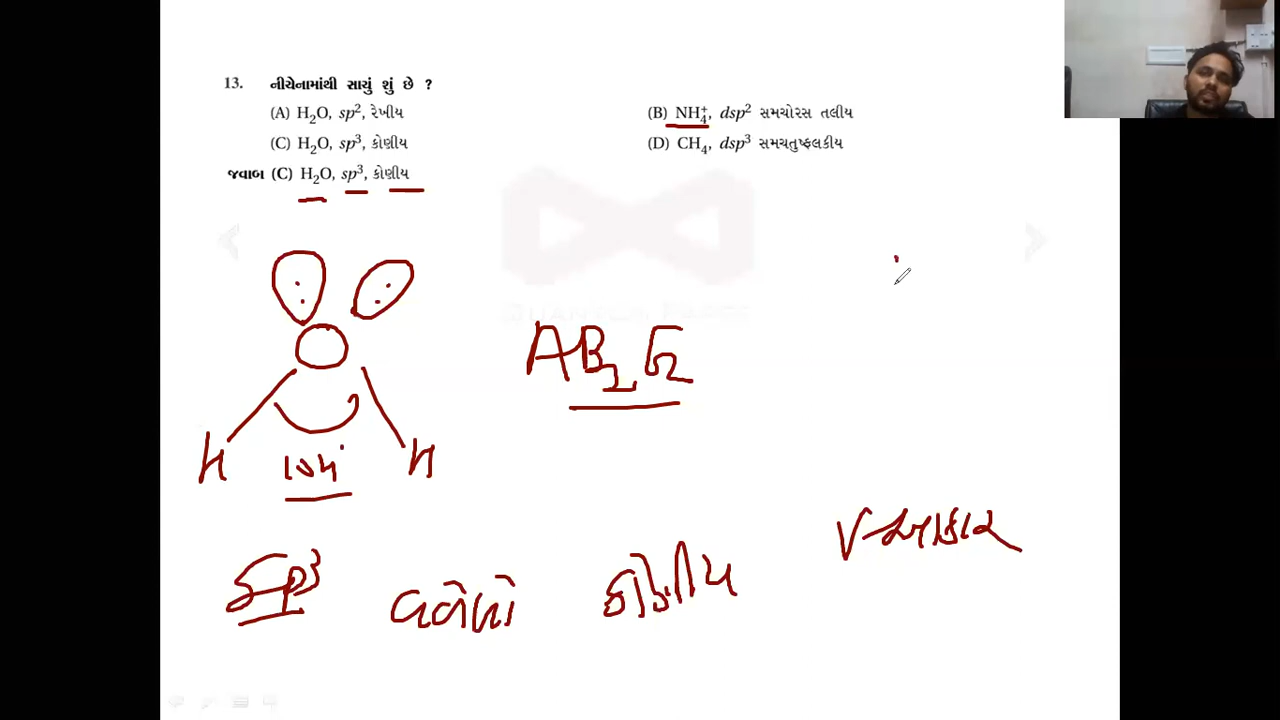 13. નીચેનામાંથી સાચું શું છે ?
(A) H₂O, sp², રેખીય (B) NH₄⁺, dsp² સમચોરસ તલીય
(C) H₂O, sp³, કોણીય (D) CH₄, dsp³ સમચતુષ્ફલકીય
જવાબ (C) H₂O, sp³, કોણીય
AB₂E₂
H 104° H
V આકાર
sp³ કોણીય